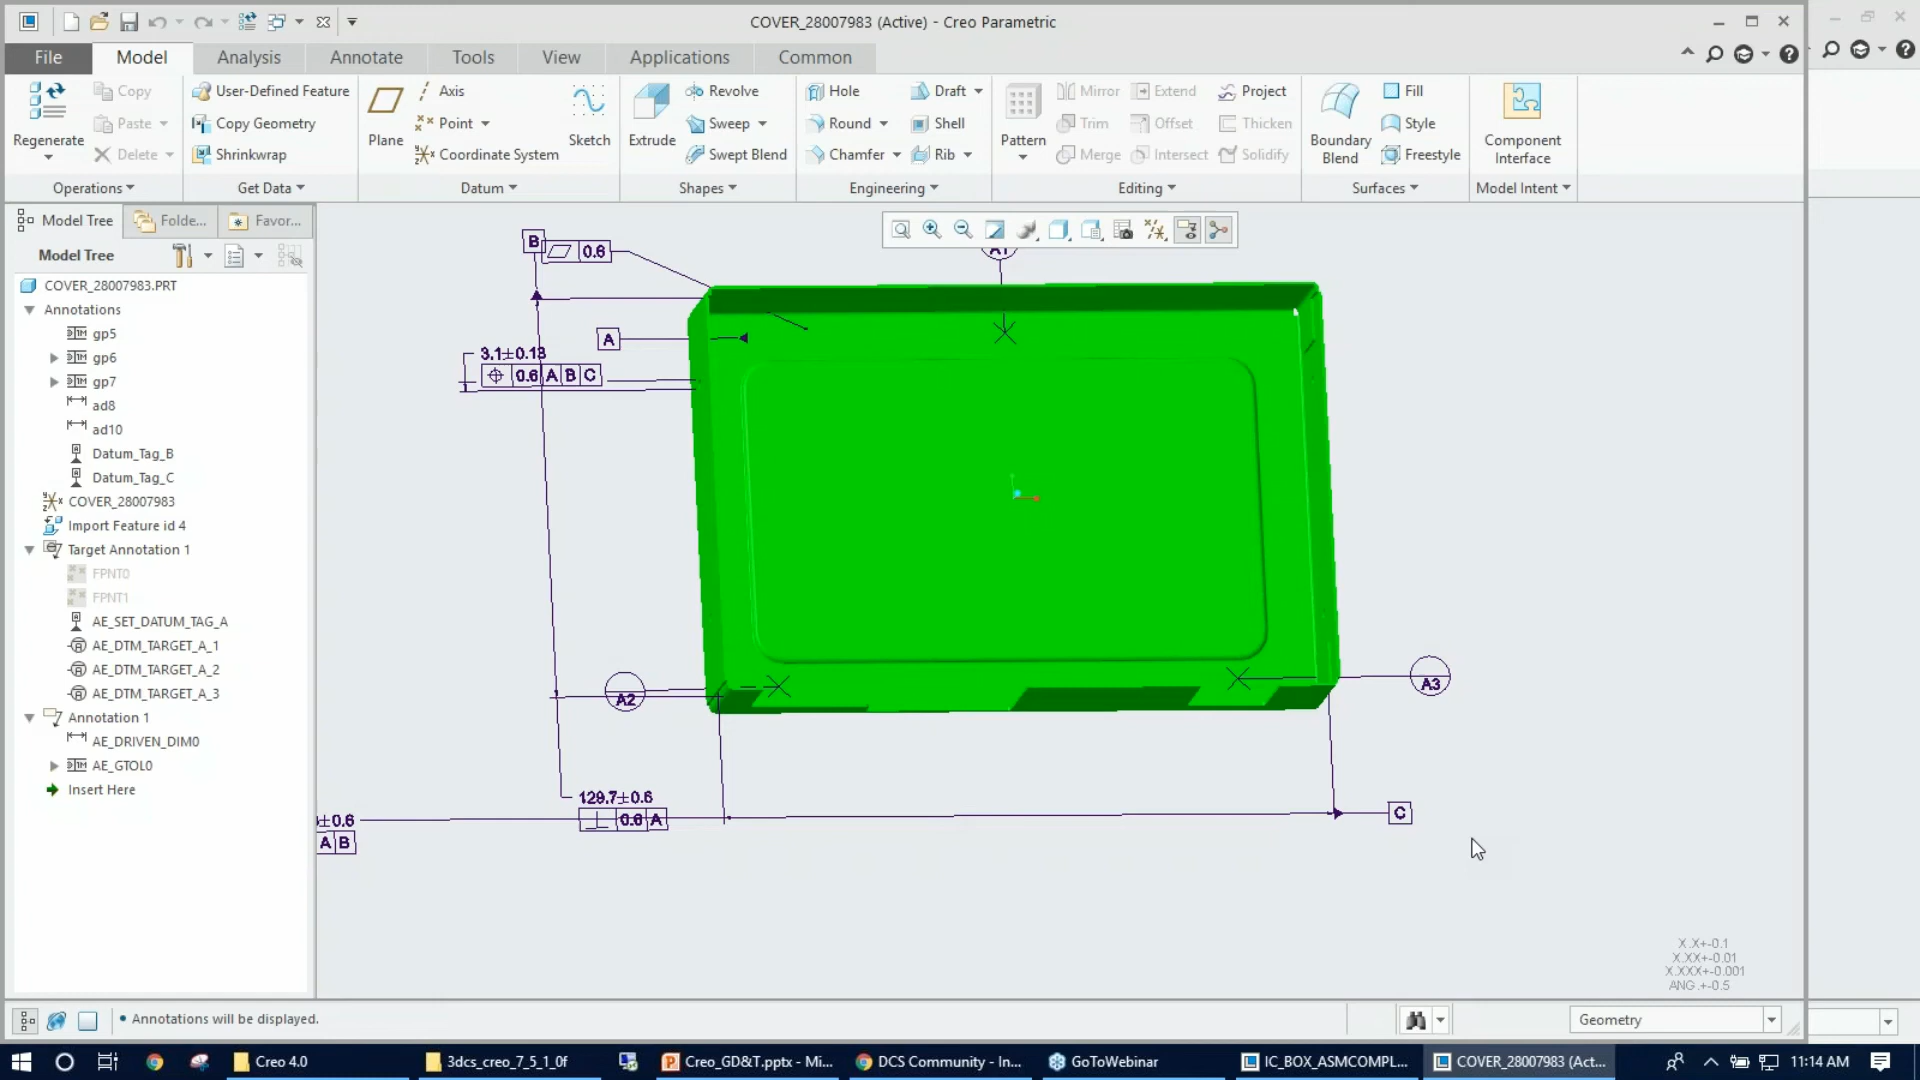 COVER_28007983 (Active) - Creo Parametric
File Model Analysis Annotate Tools View Applications Common
Regenerate
Copy
Paste
Delete
Operations
User-Defined Feature
Copy Geometry
Shrinkwrap
Get Data
Plane
Axis
Point
Coordinate System
Sketch
Datum
Extrude
Revolve
Sweep
Swept Blend
Shapes
Hole
Round
Chamfer
Draft
Shell
Rib
Engineering
Pattern
Mirror
Trim
Merge
Extend
Offset
Intersect
Project
Thicken
Solidify
Editing
Boundary
Blend
Fill
Style
Freestyle
Surfaces
Component
Interface
Model Intent
Model Tree Folde... Favor...
Model Tree
COVER_28007983.PRT
Annotations
gp5
gp6
gp7
ad8
ad10
Datum_Tag_B
Datum_Tag_C
COVER_28007983
Import Feature id 4
Target Annotation 1
FPNT0
FPNT1
AE_SET_DATUM_TAG_A
AE_DTM_TARGET_A_1
AE_DTM_TARGET_A_2
AE_DTM_TARGET_A_3
Annotation 1
AE_DRIVEN_DIM0
AE_GTOL0
Insert Here
B
0.6
A1
A
3.1±0.13
0.6 A B C
A2
A3
129.7±0.6
0.6 A
±0.6
A B
C
X.X+-0.1
X.XX+-0.01
X.XXX+-0.001
ANG.+-0.5
• Annotations will be displayed.
Geometry
Creo 4.0
3dcs_creo_7_5_1_0f
Creo_GD&T.pptx - Mi...
DCS Community - In...
GoToWebinar
IC_BOX_ASMCOMPL...
COVER_28007983 (Act...
11:14 AM